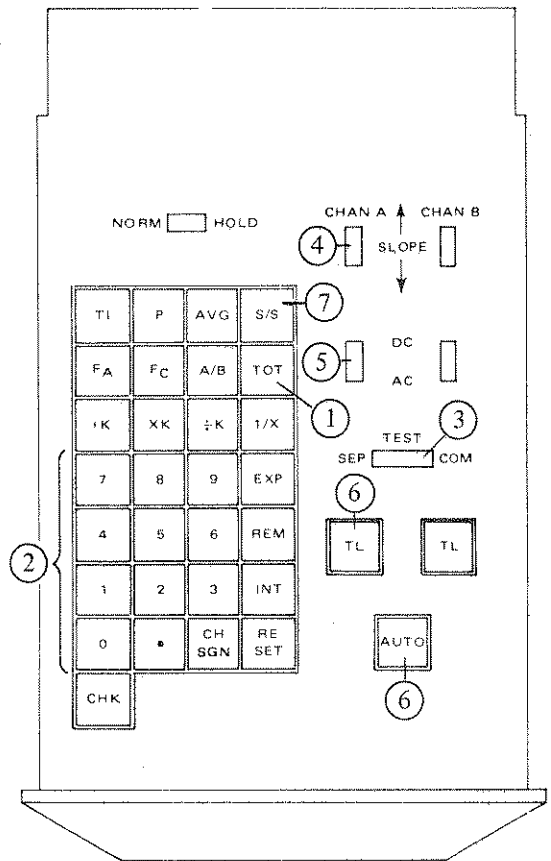 CHAN A CHAN B
NORM HOLD
④ SLOPE
⑦
TI P AVG S/S
DC
⑤
FA FC A/B TOT
AC
①
+K XK ÷K 1/X
TEST ③
SEP COM
7 8 9 EXP
⑥
② 4 5 6 REM TL TL
1 2 3 INT
0 • CH SGN RE SET
AUTO
CHK
⑥